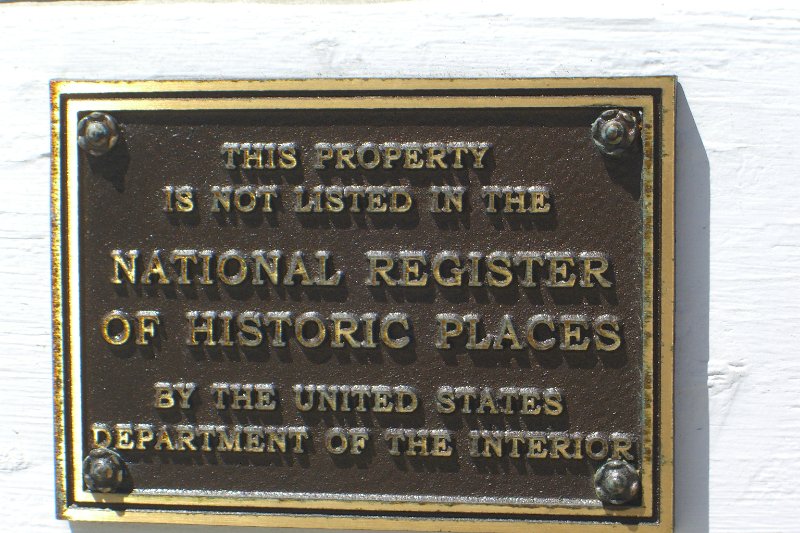 THIS PROPERTY
IS NOT LISTED IN THE
NATIONAL REGISTER
OF HISTORIC PLACES
BY THE UNITED STATES
DEPARTMENT OF THE INTERIOR